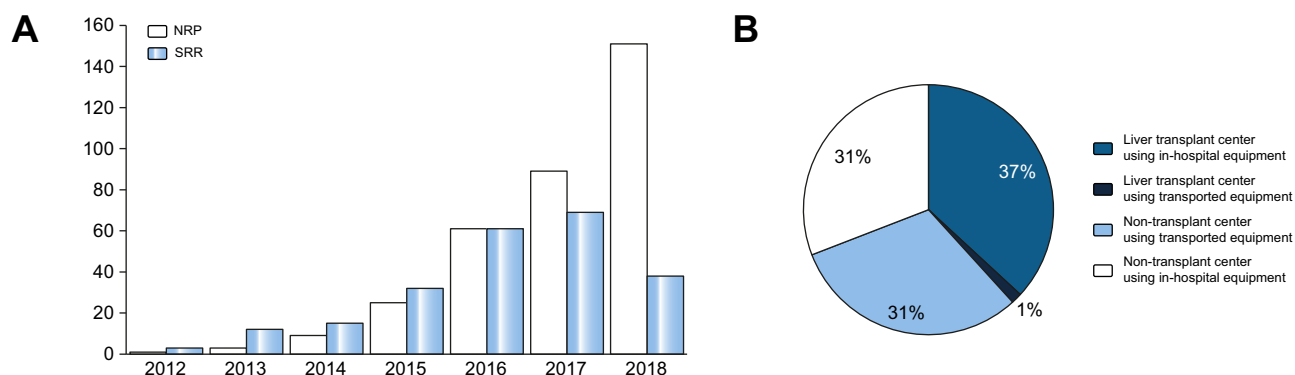 A
160
140
120
100
80
60
40
20
0
NRP
SRR
2012 2013 2014 2015 2016 2017 2018
B
31%
37%
31%
1%
Liver transplant center
using in-hospital equipment
Liver transplant center
using transported equipment
Non-transplant center
using transported equipment
Non-transplant center
using in-hospital equipment